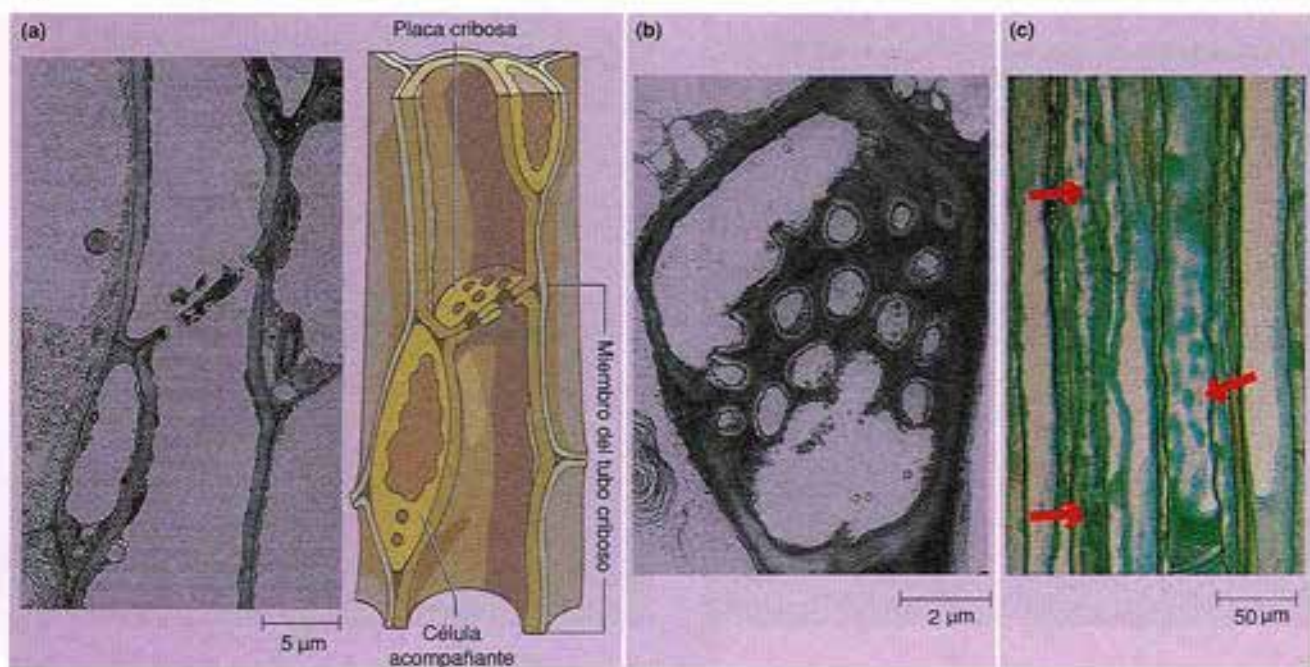 (a)
Placa cribosa
Miembro del tubo criboso
Célula
acompañante
5 µm
(b)
2 µm
(c)
50 µm